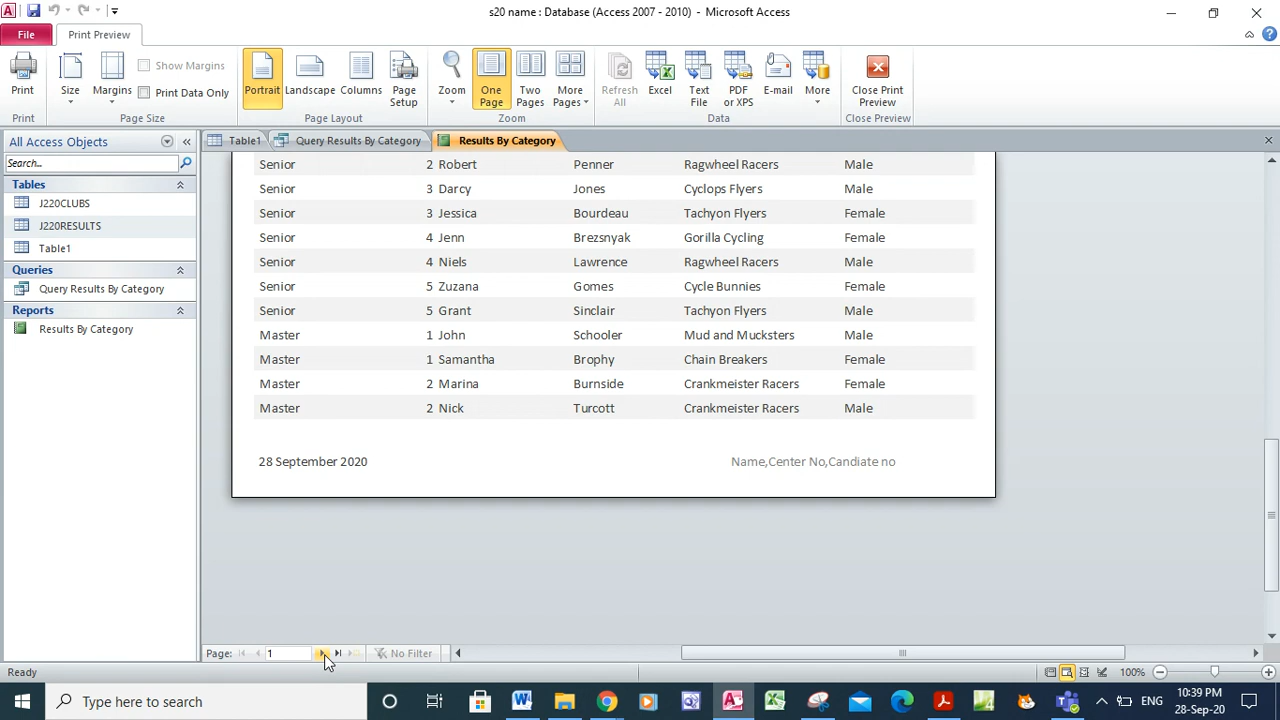 s20 name : Database (Access 2007 - 2010) - Microsoft Access
File Print Preview
Print
Size
Margins
Show Margins
Print Data Only
Portrait
Landscape
Columns
Page Setup
Zoom
One Page
Two Pages
More Pages
Refresh All
Excel
Text File
PDF or XPS
E-mail
More
Close Print Preview
Print Page Size Page Layout Zoom Data Close Preview
All Access Objects
Search...
Tables
J220CLUBS
J220RESULTS
Table1
Queries
Query Results By Category
Reports
Results By Category
Table1 Query Results By Category Results By Category
Senior 2 Robert Penner Ragwheel Racers Male
Senior 3 Darcy Jones Cyclops Flyers Male
Senior 3 Jessica Bourdeau Tachyon Flyers Female
Senior 4 Jenn Brezsnyak Gorilla Cycling Female
Senior 4 Niels Lawrence Ragwheel Racers Male
Senior 5 Zuzana Gomes Cycle Bunnies Female
Senior 5 Grant Sinclair Tachyon Flyers Male
Master 1 John Schooler Mud and Mucksters Male
Master 1 Samantha Brophy Chain Breakers Female
Master 2 Marina Burnside Crankmeister Racers Female
Master 2 Nick Turcott Crankmeister Racers Male
28 September 2020 Name,Center No,Candiate no
Page: 1 No Filter
Ready 100%
Type here to search
ENG
10:39 PM
28-Sep-20